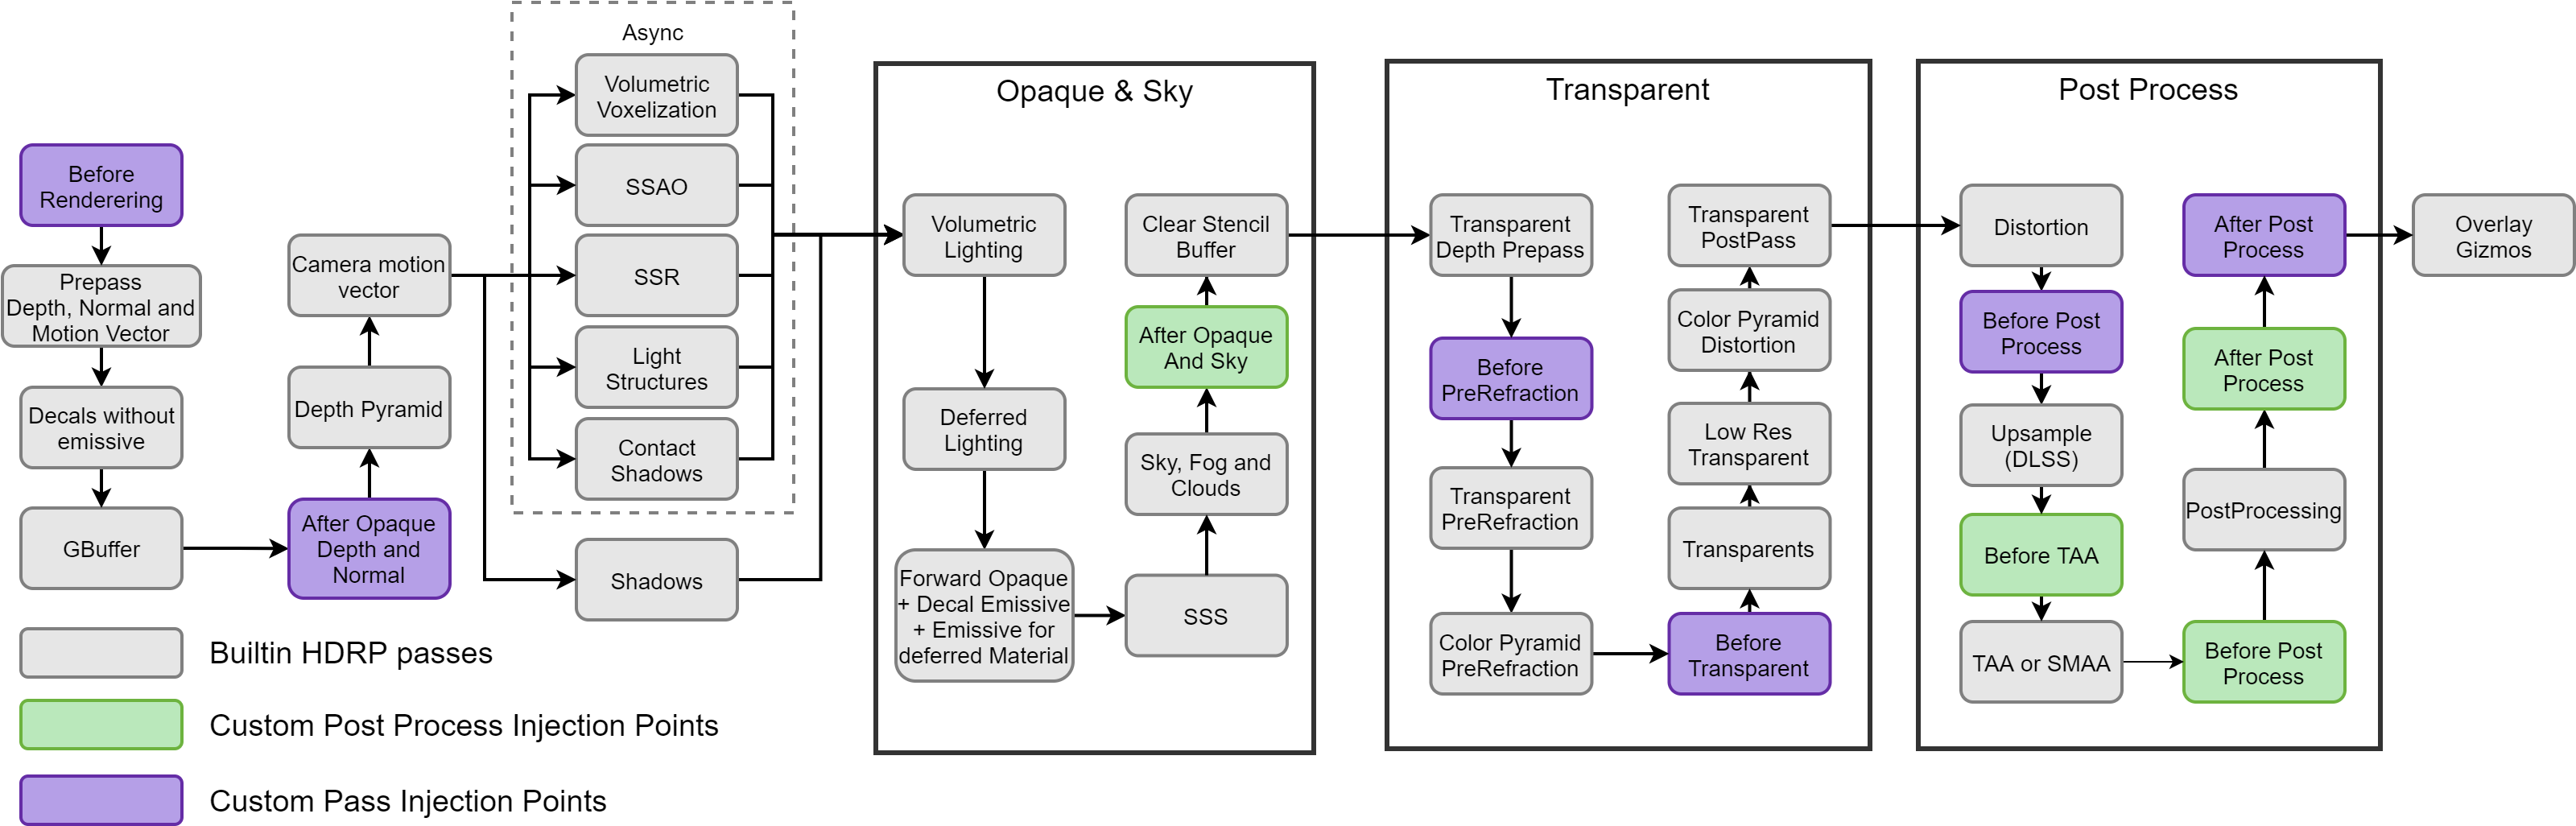 Before
Renderering
Prepass
Depth, Normal and
Motion Vector
Decals without
emissive
GBuffer
After Opaque
Depth and
Normal
Depth Pyramid
Camera motion
vector
Async
Volumetric
Voxelization
SSAO
SSR
Light
Structures
Contact
Shadows
Shadows
Opaque & Sky
Volumetric
Lighting
Deferred
Lighting
Forward Opaque
+ Decal Emissive
+ Emissive for
deferred Material
SSS
Sky, Fog and
Clouds
After Opaque
And Sky
Clear Stencil
Buffer
Transparent
Transparent
Depth Prepass
Before
PreRefraction
Transparent
PreRefraction
Color Pyramid
PreRefraction
Before
Transparent
Transparents
Low Res
Transparent
Color Pyramid
Distortion
Transparent
PostPass
Post Process
Distortion
Before Post
Process
Upsample
(DLSS)
Before TAA
TAA or SMAA
Before Post
Process
PostProcessing
After Post
Process
After Post
Process
Overlay
Gizmos
Builtin HDRP passes
Custom Post Process Injection Points
Custom Pass Injection Points